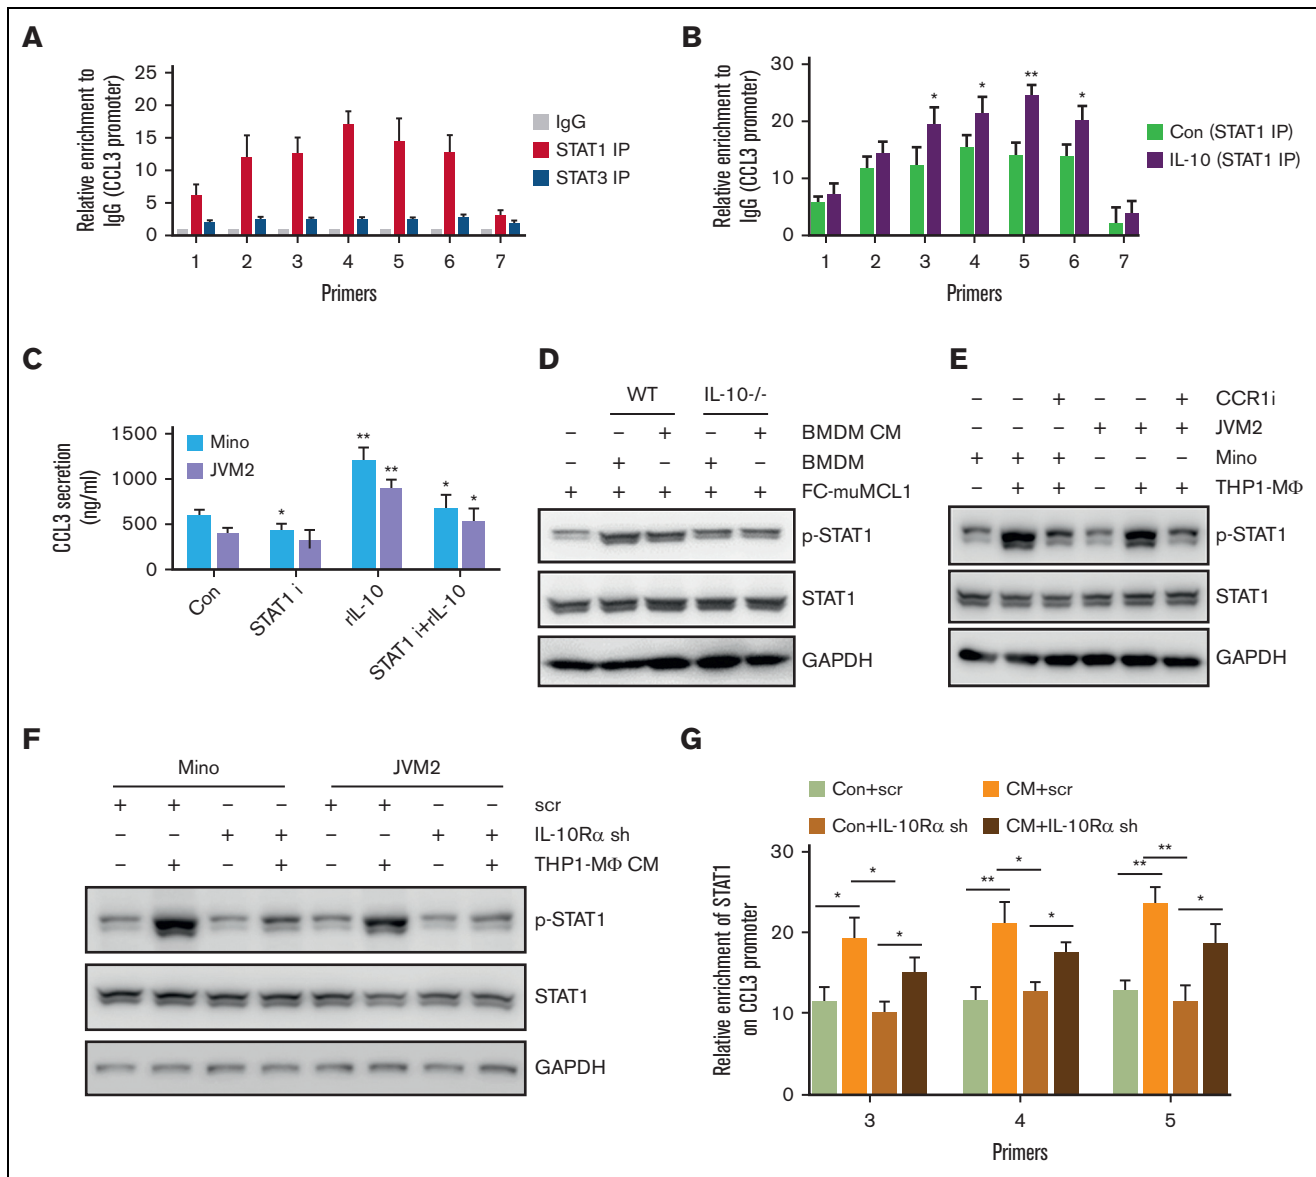 A
Relative enrichment to
IgG (CCL3 promoter)
25
20
15
10
5
0
1 2 3 4 5 6 7
Primers
IgG
STAT1 IP
STAT3 IP
B
Relative enrichment to
IgG (CCL3 promoter)
30
20
10
0
* * ** *
1 2 3 4 5 6 7
Primers
Con (STAT1 IP)
IL-10 (STAT1 IP)
C
CCL3 secretion
(ng/ml)
1500
1000
500
0
Mino
JVM2
* ** ** * *
Con
STAT1 i
rIL-10
STAT1 i+rIL-10
D
WT IL-10-/-
– – + – + BMDM CM
– + – + – BMDM
+ + + + + FC-muMCL1
p-STAT1
STAT1
GAPDH
E
– – + – – + CCR1i
– – – + + + JVM2
+ + + – – – Mino
– + + – + + THP1-MΦ
p-STAT1
STAT1
GAPDH
F
Mino JVM2
+ + – – + + – – scr
– – + + – – + + IL-10Rα sh
– + – + – + – + THP1-MΦ CM
p-STAT1
STAT1
GAPDH
G
Con+scr CM+scr
Con+IL-10Rα sh CM+IL-10Rα sh
Relative enrichment of STAT1
on CCL3 promoter
30
20
10
0
* * *
** * *
** ** *
3 4 5
Primers